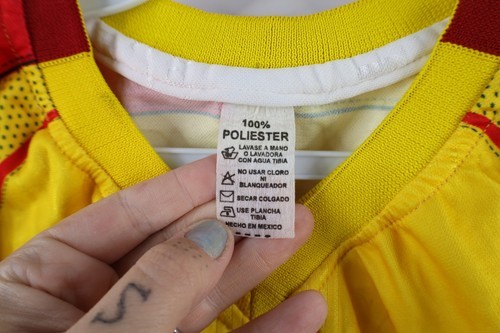 100%
POLIESTER
LAVASE A MANO
O LAVADORA
CON AGUA TIBIA
NO USAR CLORO
NI
BLANQUEADOR
SECAR COLGADO
USE PLANCHA
TIBIA
HECHO EN MEXICO